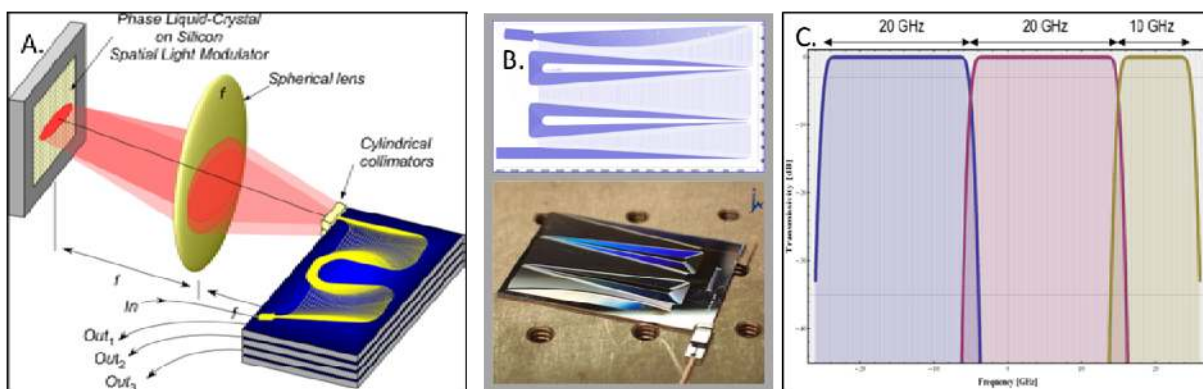 A.
Phase Liquid-Crystal
on Silicon
Spatial Light Modulator
Spherical lens
f
Cylindrical
collimators
f
f
In
Out1
Out2
Out3
B.
C.
20 GHz
20 GHz
10 GHz
Transmissivity [dB]
Frequency [GHz]